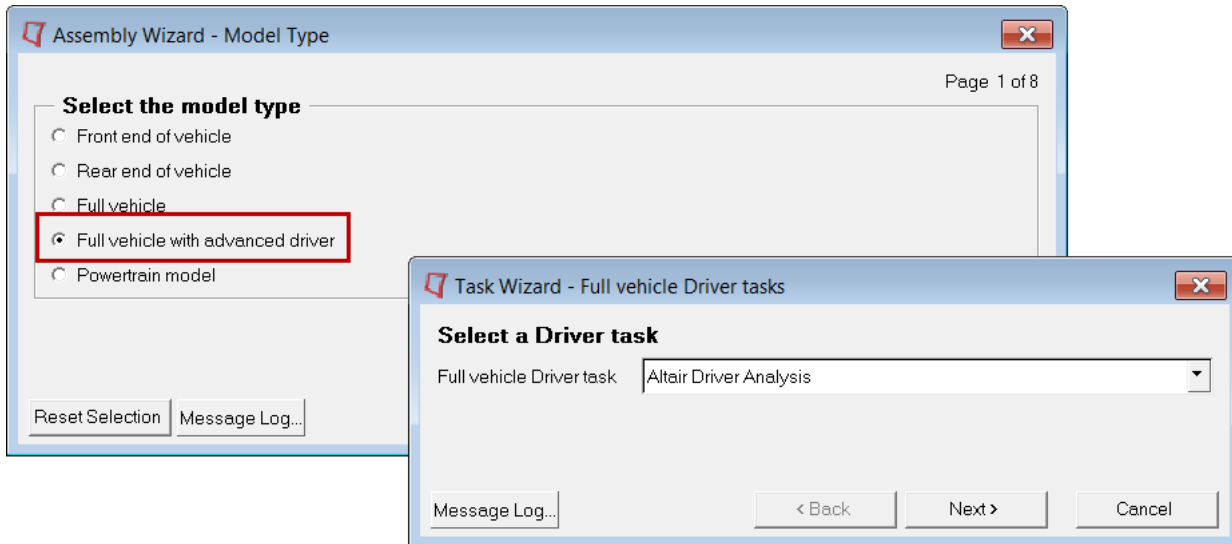 Assembly Wizard - Model Type
Page 1 of 8
Select the model type
Front end of vehicle
Rear end of vehicle
Full vehicle
Full vehicle with advanced driver
Powertrain model
Reset Selection
Message Log...
Task Wizard - Full vehicle Driver tasks
Select a Driver task
Full vehicle Driver task Altair Driver Analysis
Message Log...
< Back
Next >
Cancel